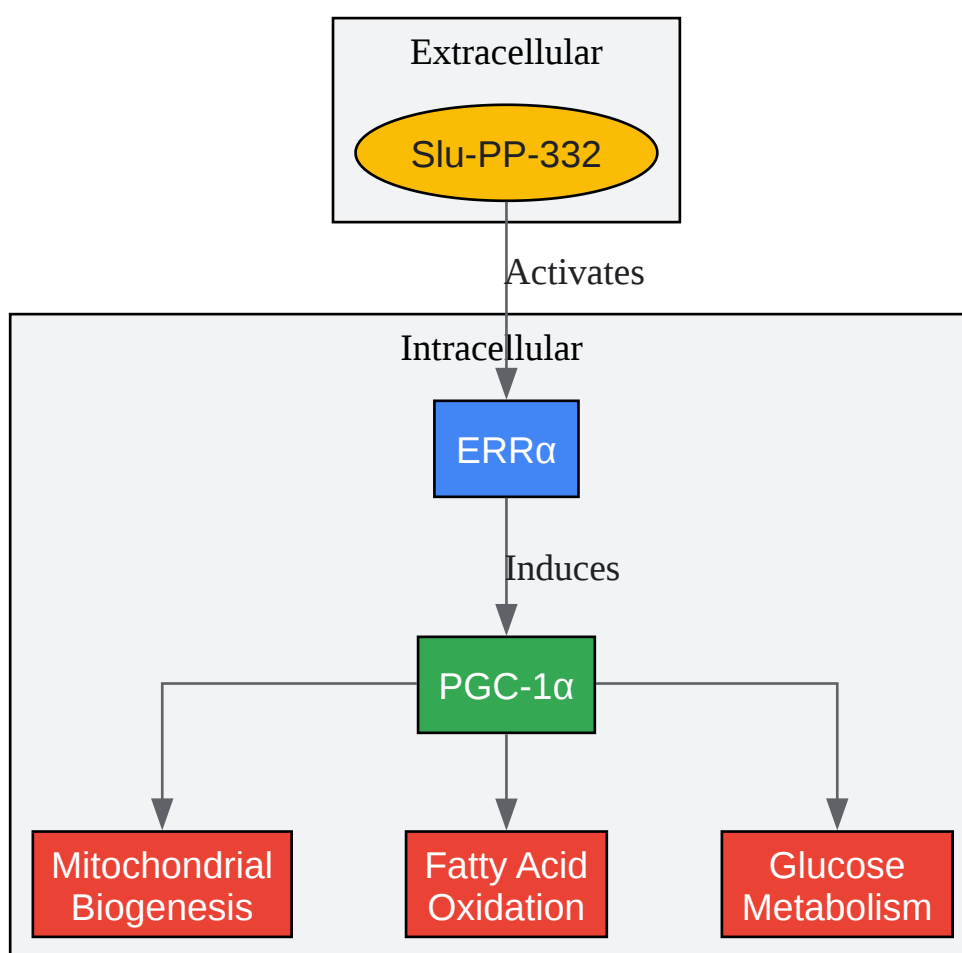 Extracellular
Slu-PP-332
Activates
Intracellular
ERRα
Induces
PGC-1α
Mitochondrial
Biogenesis
Fatty Acid
Oxidation
Glucose
Metabolism